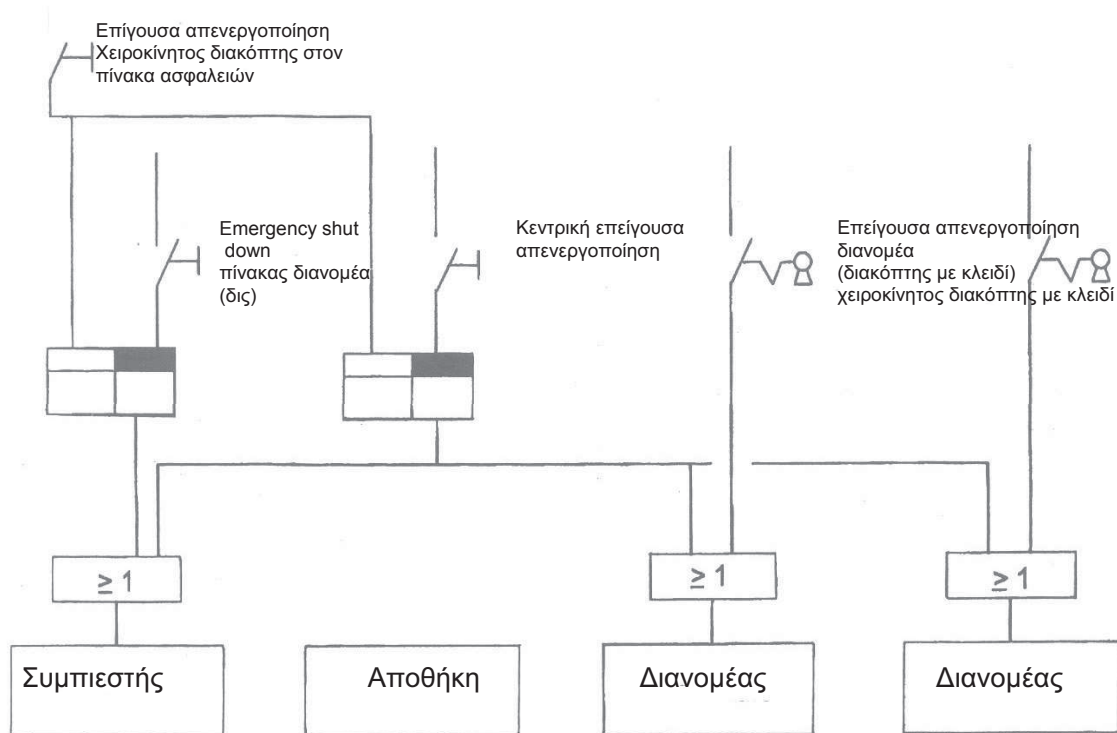 Επίγουσα απενεργοποίηση
Χειροκίνητος διακόπτης στον
πίνακα ασφαλειών
Emergency shut
down
πίνακας διανομέα
(δις)
Κεντρική επείγουσα
απενεργοποίηση
Επείγουσα απενεργοποίηση
διανομέα
(διακόπτης με κλειδί)
χειροκίνητος διακόπτης με κλειδί
≥ 1
≥ 1
≥ 1
Συμπιεστής
Αποθήκη
Διανομέας
Διανομέας